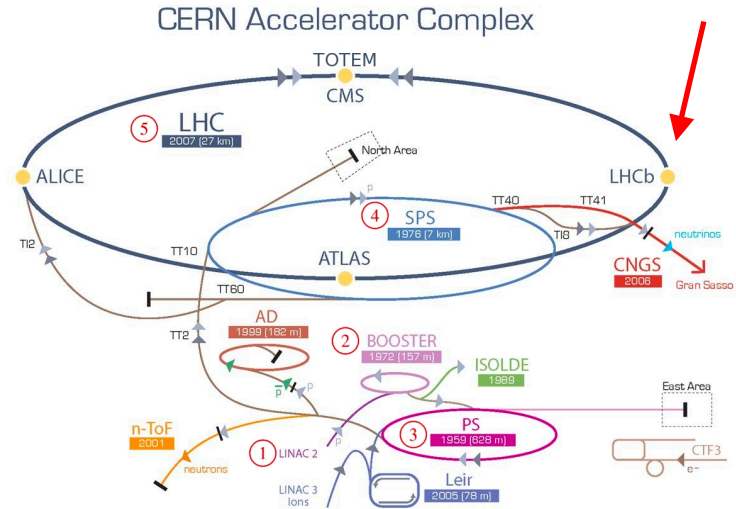 CERN Accelerator Complex
TOTEM
CMS
5
LHC
2007 (27 km)
North Area
ALICE
LHCb
p
TT40
TT41
4
SPS
1976 (7 km)
TI2
TT10
TI8
neutrinos
ATLAS
CNGS
2006
Gran Sasso
TT60
AD
1999 (182 m)
TT2
2
BOOSTER
1972 (157 m)
ISOLDE
1989
p
p
East Area
n-ToF
2001
3
PS
1959 (628 m)
p
1
LINAC 2
neutrons
CTF3
e-
LINAC 3
Ions
Leir
2005 (78 m)